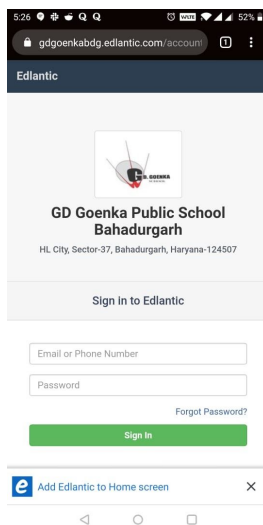 5:26
VoLTE
52%
gdgoenkabdg.edlantic.com/account
1
Edlantic
G.D. GOENKA
GD Goenka Public School
Bahadurgarh
HL City, Sector-37, Bahadurgarh, Haryana-124507
Sign in to Edlantic
Email or Phone Number
Password
Forgot Password?
Sign In
Add Edlantic to Home screen